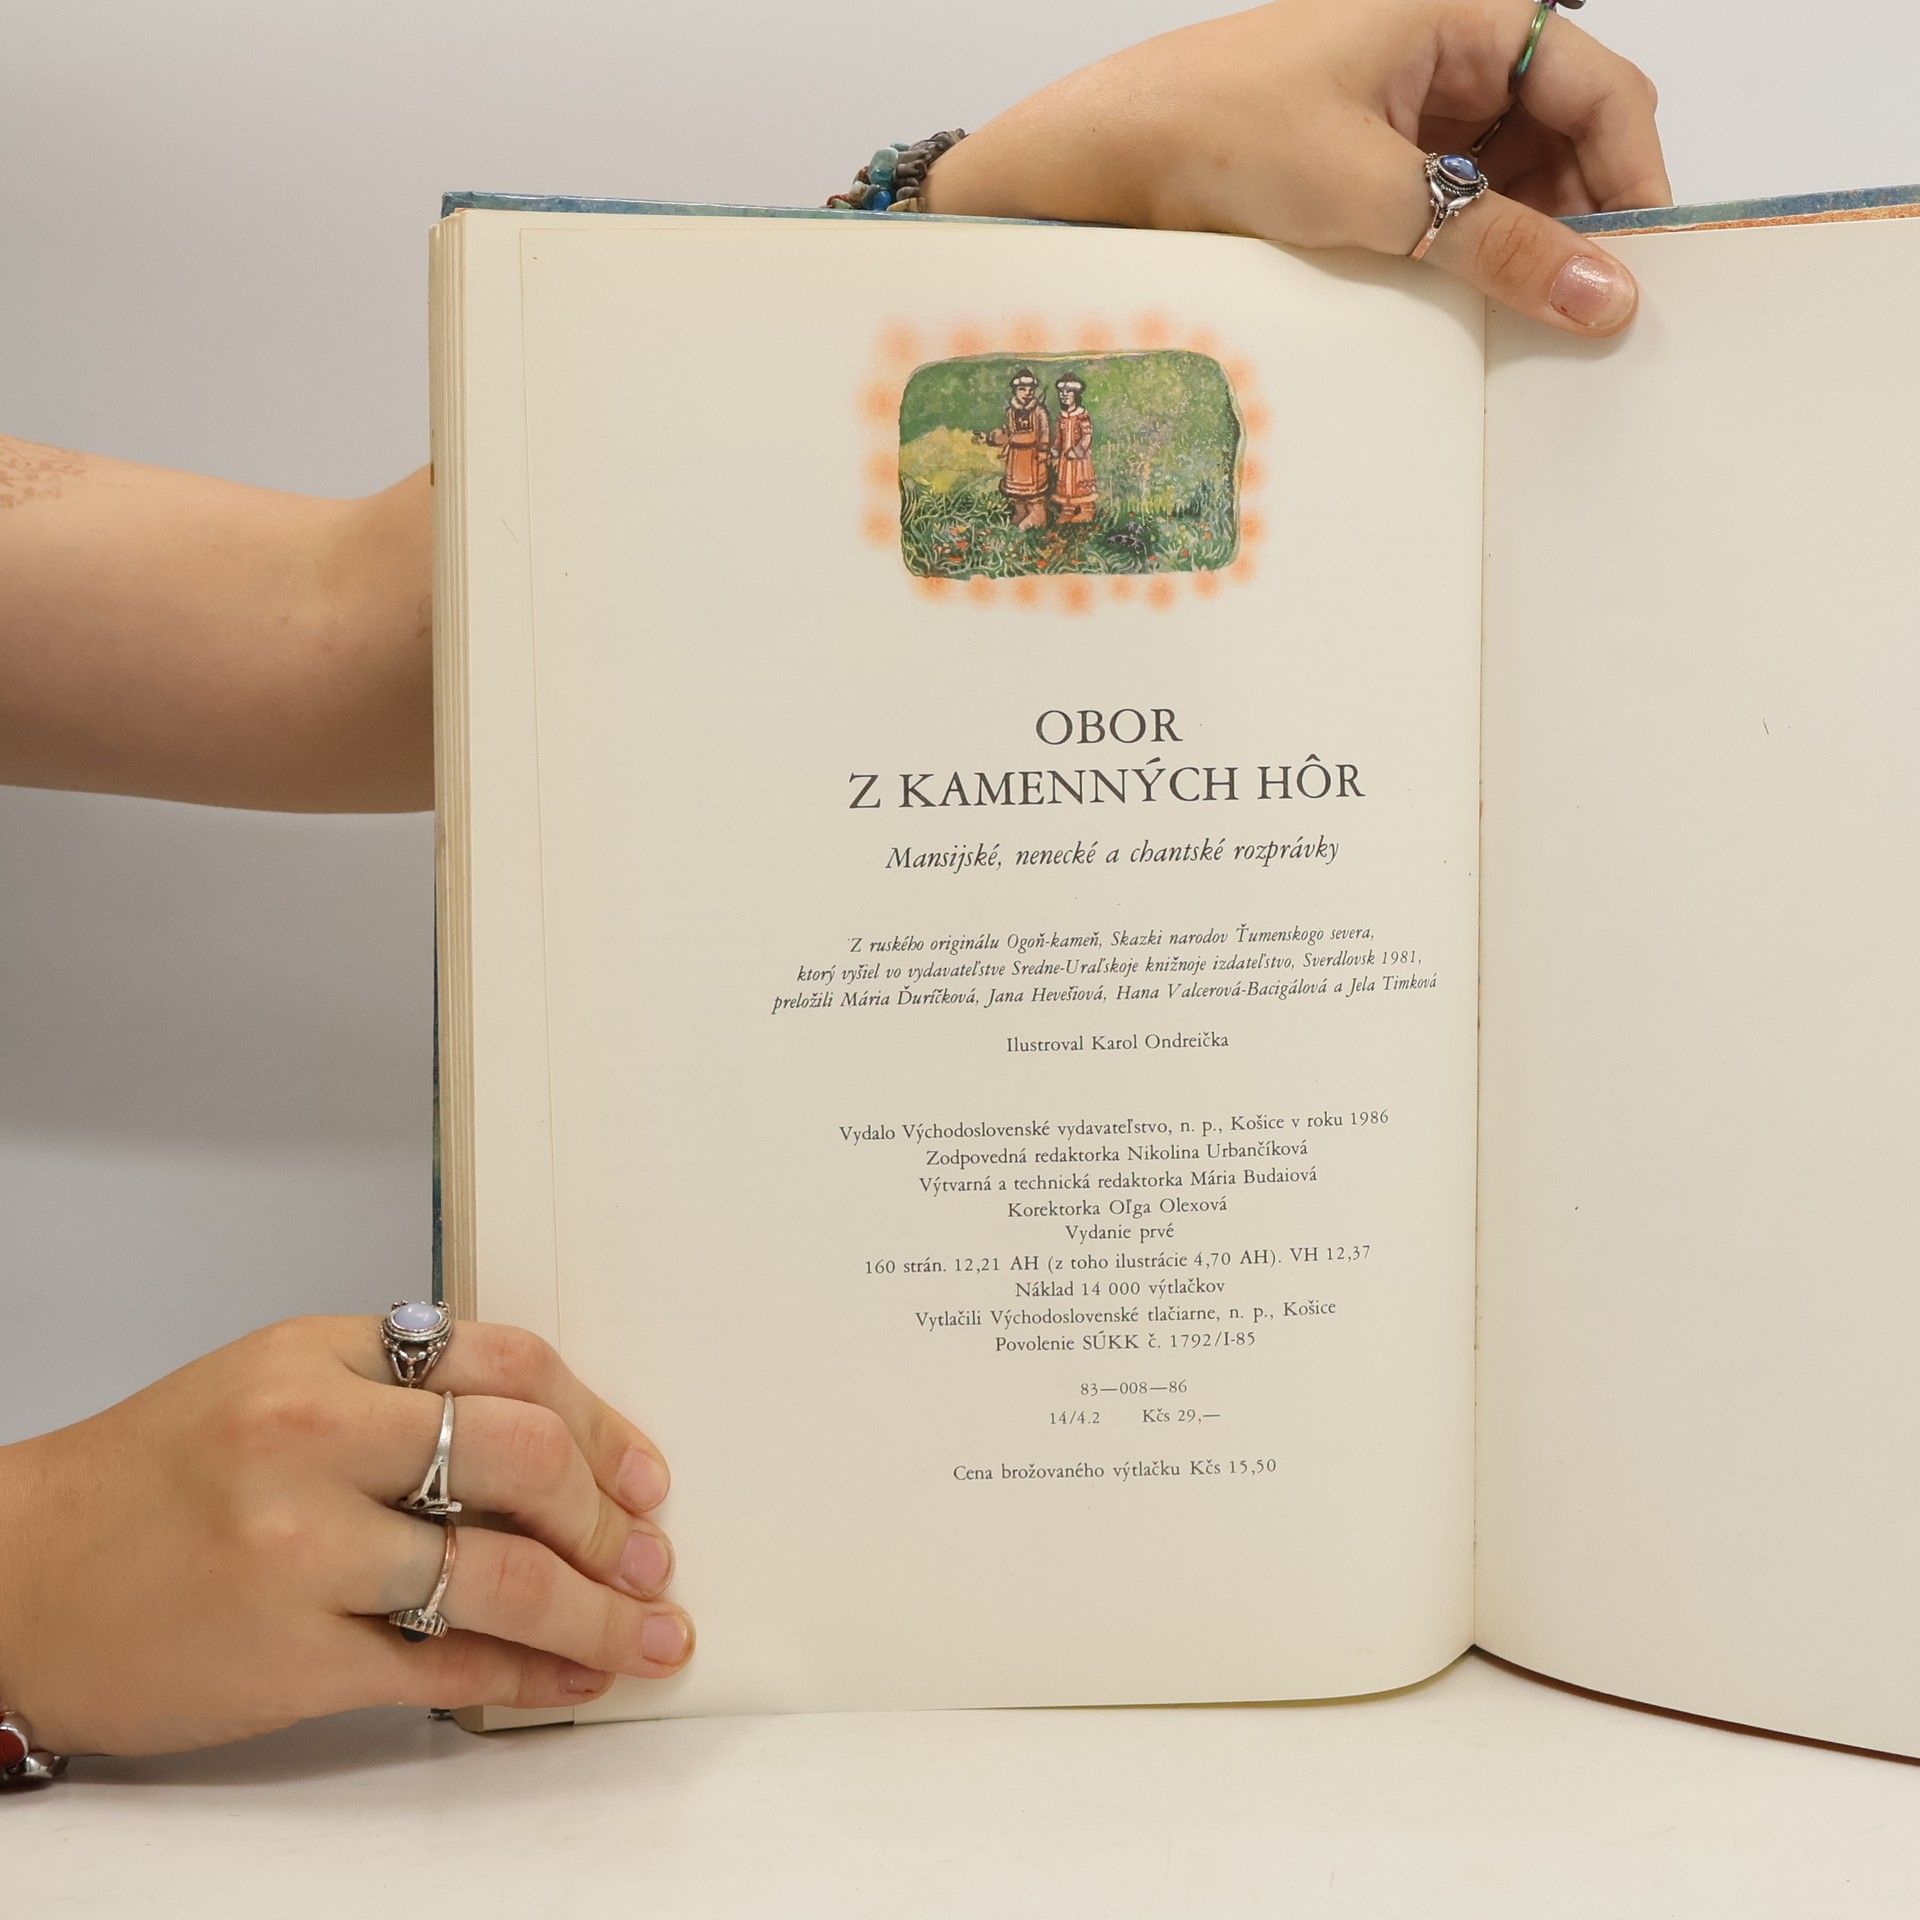 OBOR
Z KAMENNÝCH HÔR
Mansijské, nenecké a chantské rozprávky
Z ruského originálu Ogoň-kameň, Skazki narodov Ťumenskogo severa,
ktorý vyšiel vo vydavateľstve Sredne-Uraľskoje knižnoje izdateľstvo, Sverdlovsk 1981,
preložili Mária Ďuríčková, Jana Hevešiová, Hana Valcerová-Bacigálová a Jela Timková
Ilustroval Karol Ondreička
Vydalo Východoslovenské vydavateľstvo, n. p., Košice v roku 1986
Zodpovedná redaktorka Nikolina Urbančíková
Výtvarná a technická redaktorka Mária Budaiová
Korektorka Oľga Olexová
Vydanie prvé
160 strán. 12,21 AH (z toho ilustrácie 4,70 AH). VH 12,37
Náklad 14 000 výtlačkov
Vytlačili Východoslovenské tlačiarne, n. p., Košice
Povolenie SÚKK č. 1792/I-85
83—008—86
14/4.2 Kčs 29,—
Cena brožovaného výtlačku Kčs 15,50